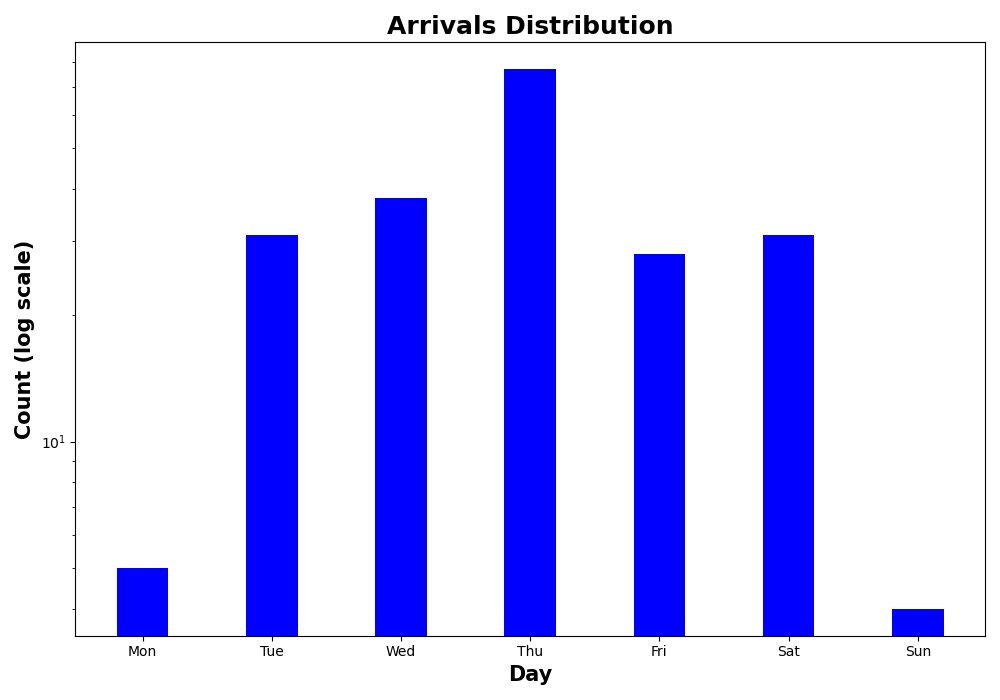 Arrivals Distribution
Count (log scale)
10¹
Mon Tue Wed Thu Fri Sat Sun
Day